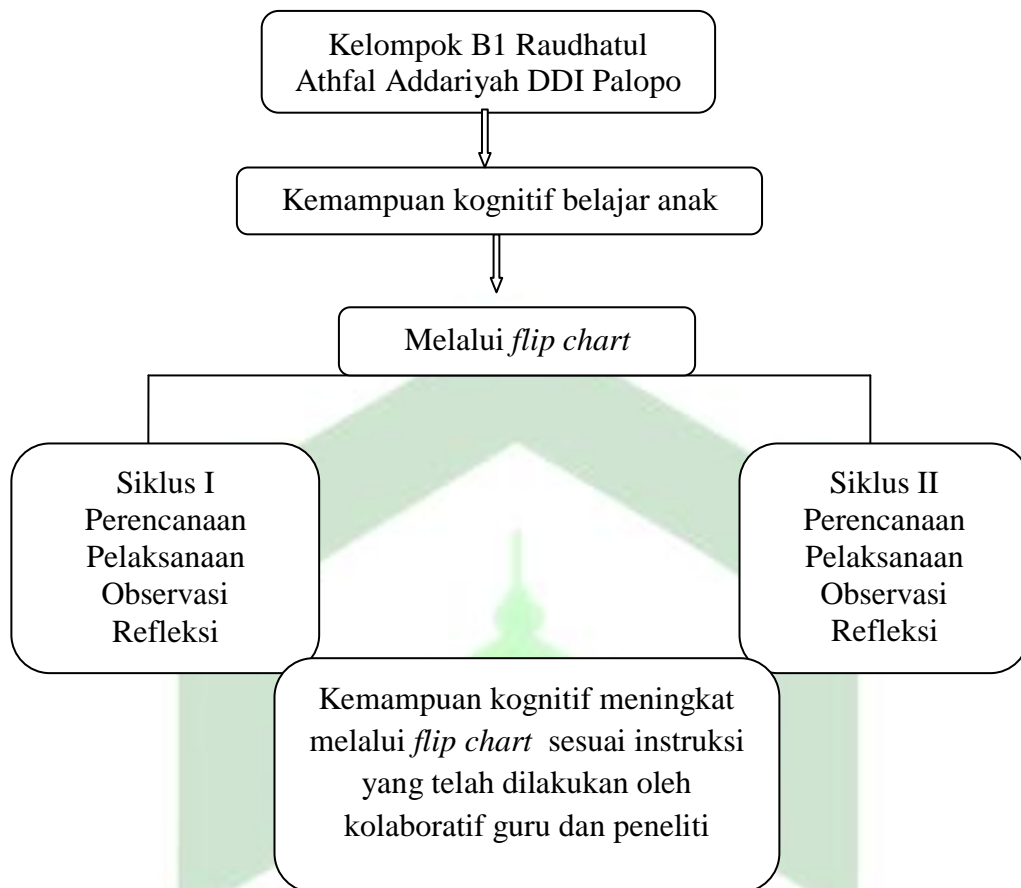 Kelompok B1 Raudhatul
Athfal Addariyah DDI Palopo
Kemampuan kognitif belajar anak
Melalui flip chart
Siklus I
Perencanaan
Pelaksanaan
Observasi
Refleksi
Siklus II
Perencanaan
Pelaksanaan
Observasi
Refleksi
Kemampuan kognitif meningkat
melalui flip chart sesuai instruksi
yang telah dilakukan oleh
kolaboratif guru dan peneliti